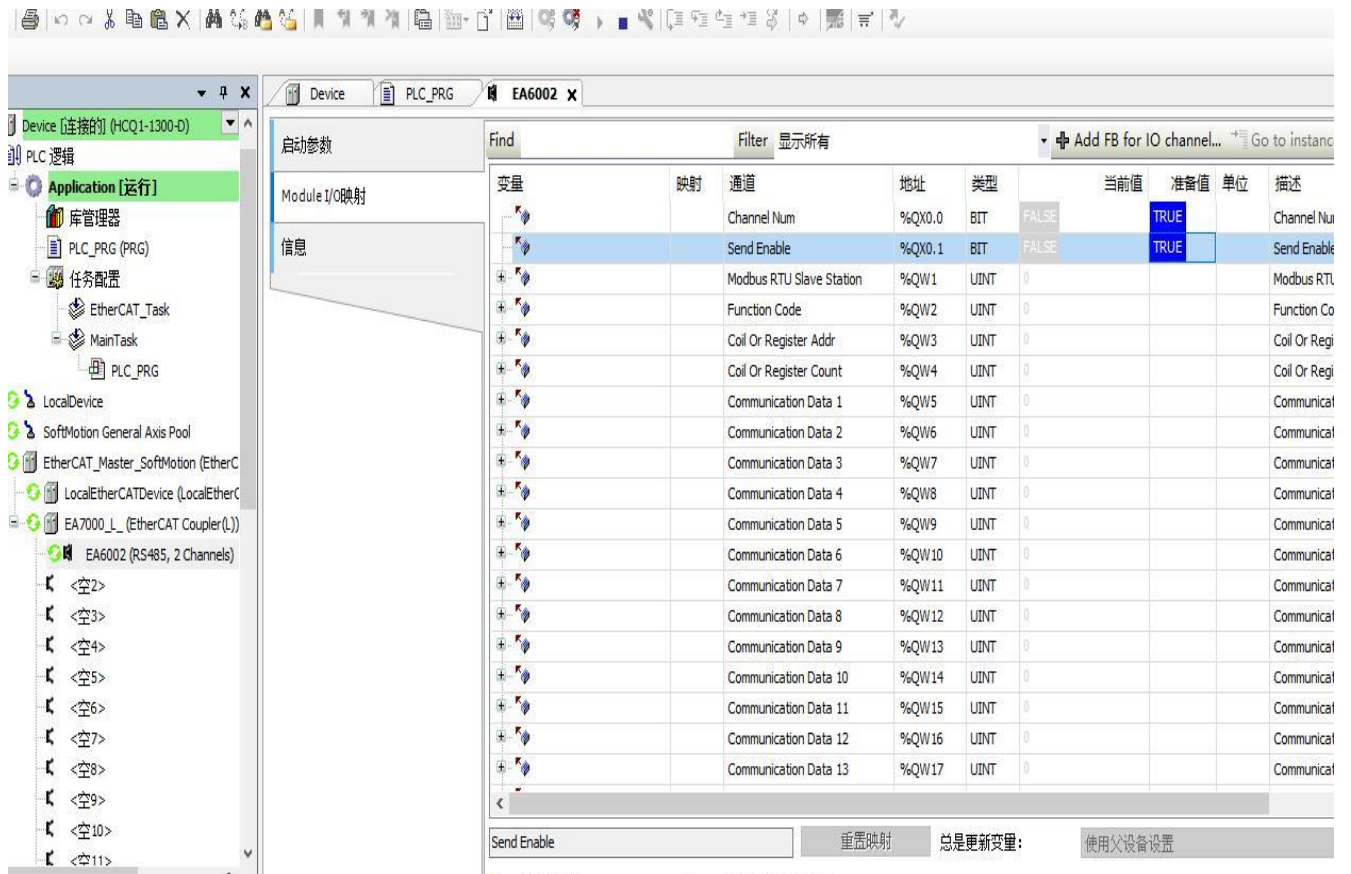 Device PLC_PRG EA6002
Device [连接的] (HCQ1-1300-D)
PLC 逻辑
Application [运行]
库管理器
PLC_PRG (PRG)
任务配置
EtherCAT_Task
MainTask
PLC_PRG
LocalDevice
SoftMotion General Axis Pool
EtherCAT_Master_SoftMotion (EtherC
LocalEtherCATDevice (LocalEtherC
EA7000_L_ (EtherCAT Coupler(L))
EA6002 (RS485, 2 Channels)
<空2>
<空3>
<空4>
<空5>
<空6>
<空7>
<空8>
<空9>
<空10>
<空11>
启动参数
Module I/O映射
信息
Find Filter 显示所有 Add FB for IO channel... Go to instanc
变量 映射 通道 地址 类型 当前值 准备值 单位 描述
Channel Num %QX0.0 BIT FALSE TRUE Channel Nu
Send Enable %QX0.1 BIT FALSE TRUE Send Enable
Modbus RTU Slave Station %QW1 UINT 0 Modbus RTU
Function Code %QW2 UINT 0 Function Co
Coil Or Register Addr %QW3 UINT 0 Coil Or Regi
Coil Or Register Count %QW4 UINT 0 Coil Or Regi
Communication Data 1 %QW5 UINT 0 Communicat
Communication Data 2 %QW6 UINT 0 Communicat
Communication Data 3 %QW7 UINT 0 Communicat
Communication Data 4 %QW8 UINT 0 Communicat
Communication Data 5 %QW9 UINT 0 Communicat
Communication Data 6 %QW10 UINT 0 Communicat
Communication Data 7 %QW11 UINT 0 Communicat
Communication Data 8 %QW12 UINT 0 Communicat
Communication Data 9 %QW13 UINT 0 Communicat
Communication Data 10 %QW14 UINT 0 Communicat
Communication Data 11 %QW15 UINT 0 Communicat
Communication Data 12 %QW16 UINT 0 Communicat
Communication Data 13 %QW17 UINT 0 Communicat
Send Enable 重置映射 总是更新变量: 使用父设备设置